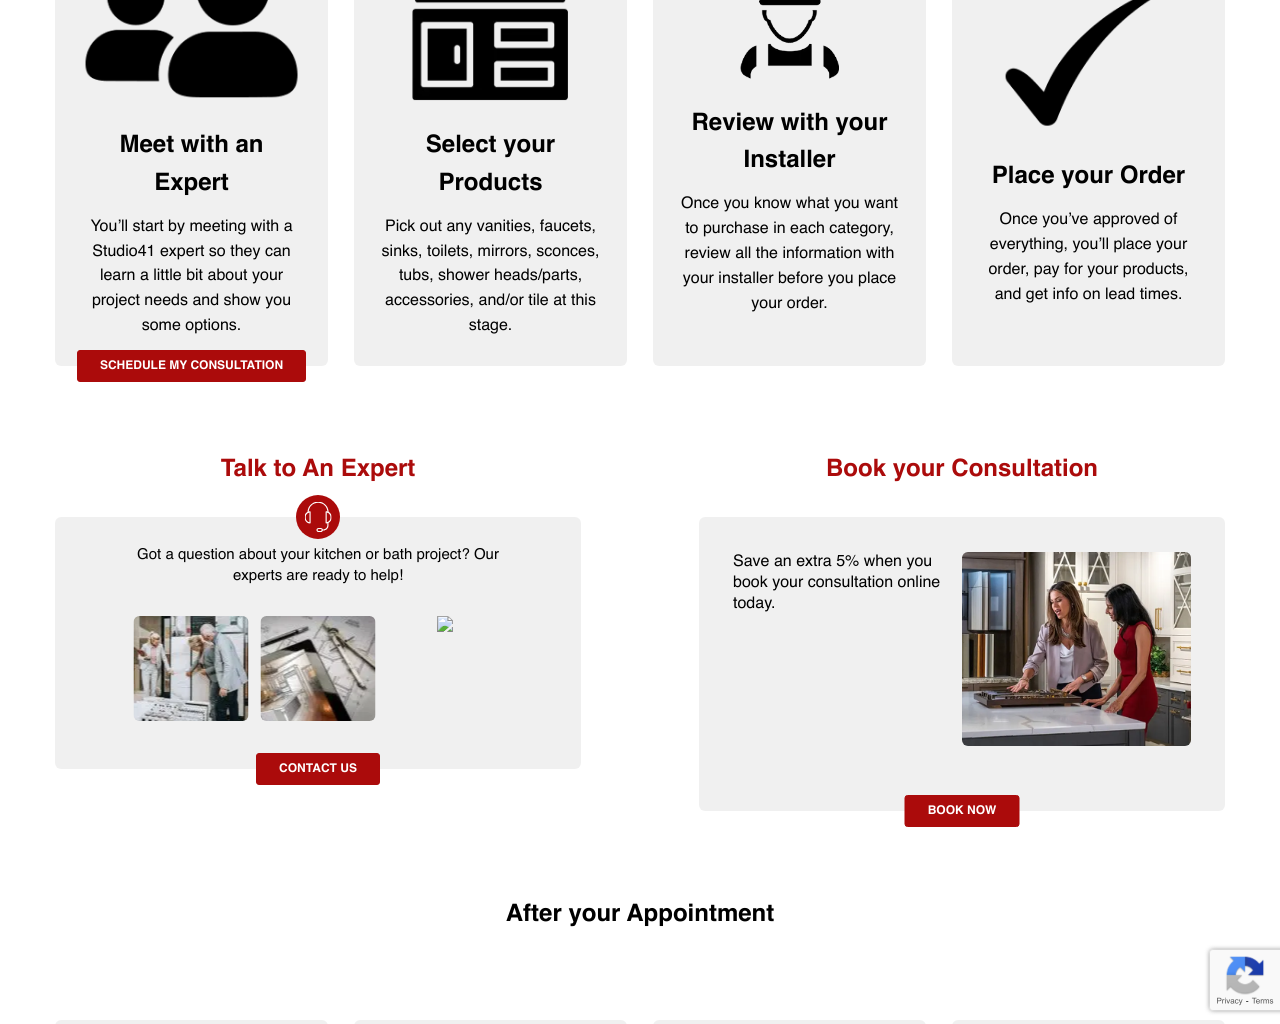 Meet with an
Expert
You’ll start by meeting with a
Studio41 expert so they can
learn a little bit about your
project needs and show you
some options.
SCHEDULE MY CONSULTATION
Select your
Products
Pick out any vanities, faucets,
sinks, toilets, mirrors, sconces,
tubs, shower heads/parts,
accessories, and/or tile at this
stage.
Review with your
Installer
Once you know what you want
to purchase in each category,
review all the information with
your installer before you place
your order.
Place your Order
Once you’ve approved of
everything, you’ll place your
order, pay for your products,
and get info on lead times.
Talk to An Expert
Got a question about your kitchen or bath project? Our
experts are ready to help!
CONTACT US
Book your Consultation
Save an extra 5% when you
book your consultation online
today.
BOOK NOW
After your Appointment
Privacy - Terms